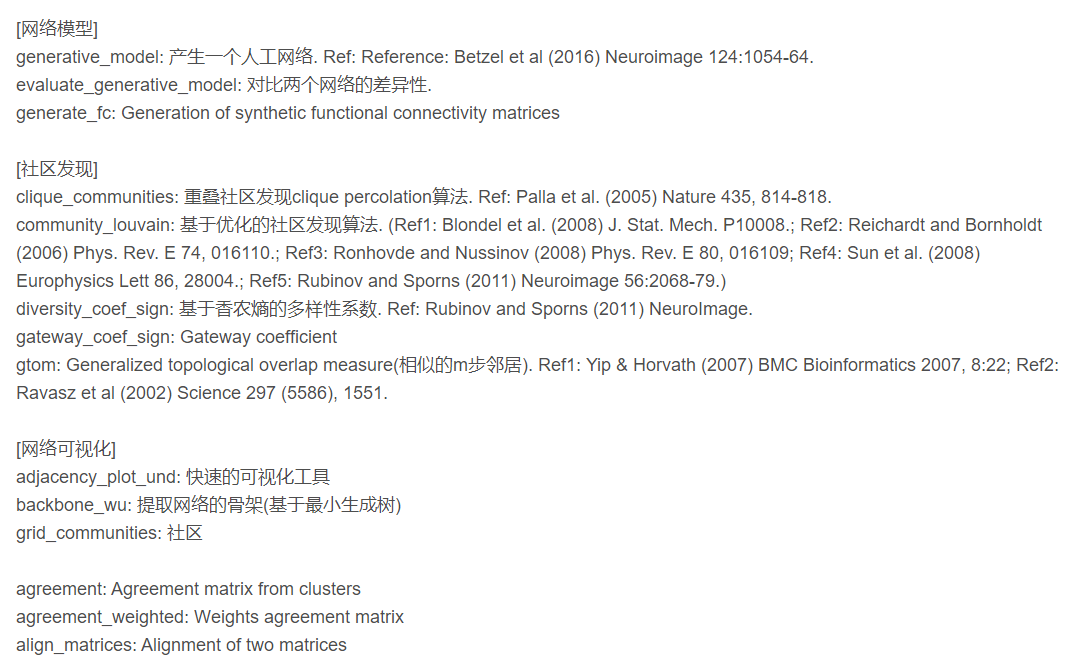 [网络模型]
generative_model: 产生一个人工网络. Ref: Reference: Betzel et al (2016) Neuroimage 124:1054-64.
evaluate_generative_model: 对比两个网络的差异性.
generate_fc: Generation of synthetic functional connectivity matrices
[社区发现]
clique_communities: 重叠社区发现clique percolation算法. Ref: Palla et al. (2005) Nature 435, 814-818.
community_louvain: 基于优化的社区发现算法. (Ref1: Blondel et al. (2008) J. Stat. Mech. P10008.; Ref2: Reichardt and Bornholdt
(2006) Phys. Rev. E 74, 016110.; Ref3: Ronhovde and Nussinov (2008) Phys. Rev. E 80, 016109; Ref4: Sun et al. (2008)
Europhysics Lett 86, 28004.; Ref5: Rubinov and Sporns (2011) Neuroimage 56:2068-79.)
diversity_coef_sign: 基于香农熵的多样性系数. Ref: Rubinov and Sporns (2011) NeuroImage.
gateway_coef_sign: Gateway coefficient
gtom: Generalized topological overlap measure(相似的m步邻居). Ref1: Yip & Horvath (2007) BMC Bioinformatics 2007, 8:22; Ref2:
Ravasz et al (2002) Science 297 (5586), 1551.
[网络可视化]
adjacency_plot_und: 快速的可视化工具
backbone_wu: 提取网络的骨架(基于最小生成树)
grid_communities: 社区
agreement: Agreement matrix from clusters
agreement_weighted: Weights agreement matrix
align_matrices: Alignment of two matrices